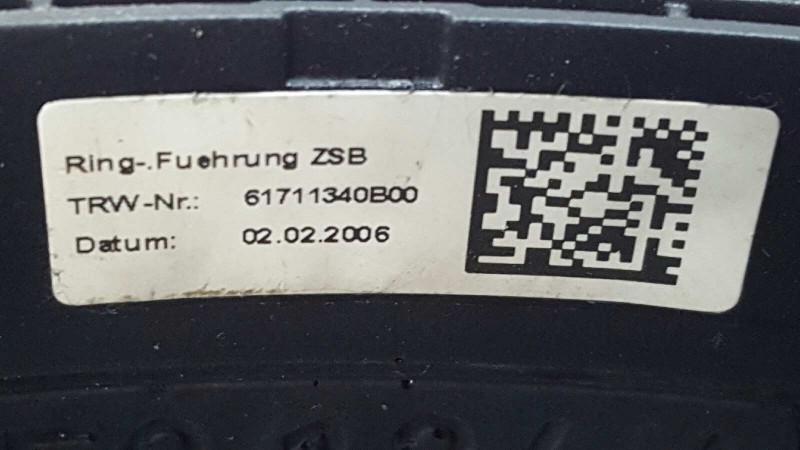 Ring-.Fuehrung ZSB
TRW-Nr.: 61711340B00
Datum: 02.02.2006